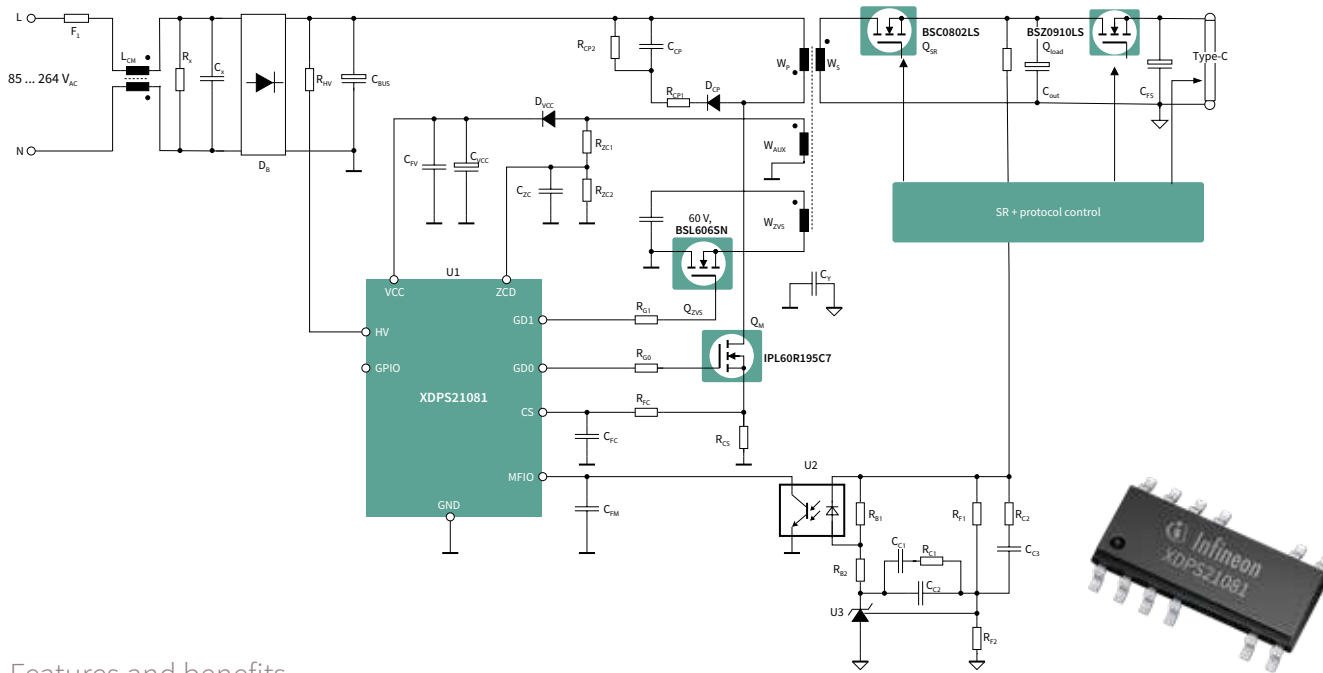 L
F1
LCM
Rx
Cx
RHV
CBUS
85 ... 264 VAC
N
DB
RCP2
CCP
RCP1
DCP
WP
WS
BSC0802LS
QSR
BSZ0910LS
Qload
Cout
CFS
Type-C
DVCC
CFV
CVCC
RZC1
CZC
RZC2
WAUX
WZVS
60 V,
BSL606SN
SR + protocol control
U1
VCC
ZCD
CY
GD1
RG1
QZVS
HV
QM
GPIO
GD0
RG0
IPL60R195C7
XDPS21081
CS
RFC
CFC
RCS
MFIO
U2
GND
CFM
RB1
RF1
RC2
CC1
RC1
CC3
RB2
CC2
U3
RF2
Infineon
XDPS21081
Features and benefits